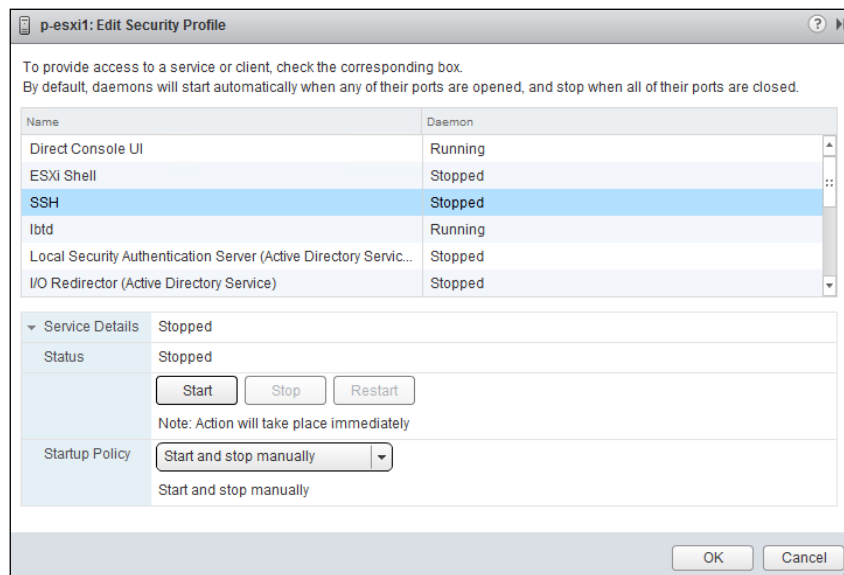 p-esxi1: Edit Security Profile
?
To provide access to a service or client, check the corresponding box.
By default, daemons will start automatically when any of their ports are opened, and stop when all of their ports are closed.
Name Daemon
Direct Console UI Running
ESXi Shell Stopped
SSH Stopped
lbtd Running
Local Security Authentication Server (Active Directory Servic... Stopped
I/O Redirector (Active Directory Service) Stopped
Service Details Stopped
Status Stopped
Start Stop Restart
Note: Action will take place immediately
Startup Policy Start and stop manually
Start and stop manually
OK Cancel